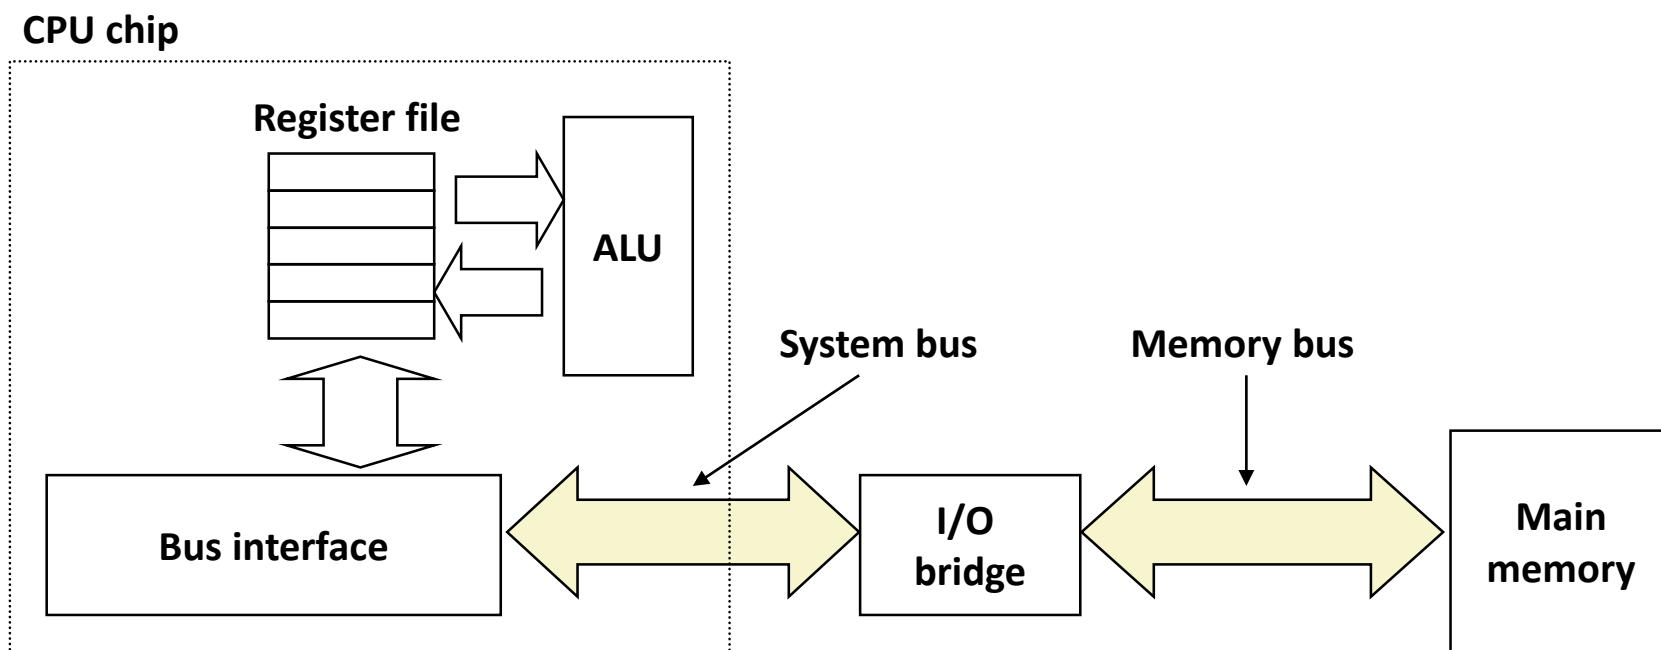 CPU chip
Register file
ALU
System bus
Memory bus
Bus interface
I/O
bridge
Main
memory